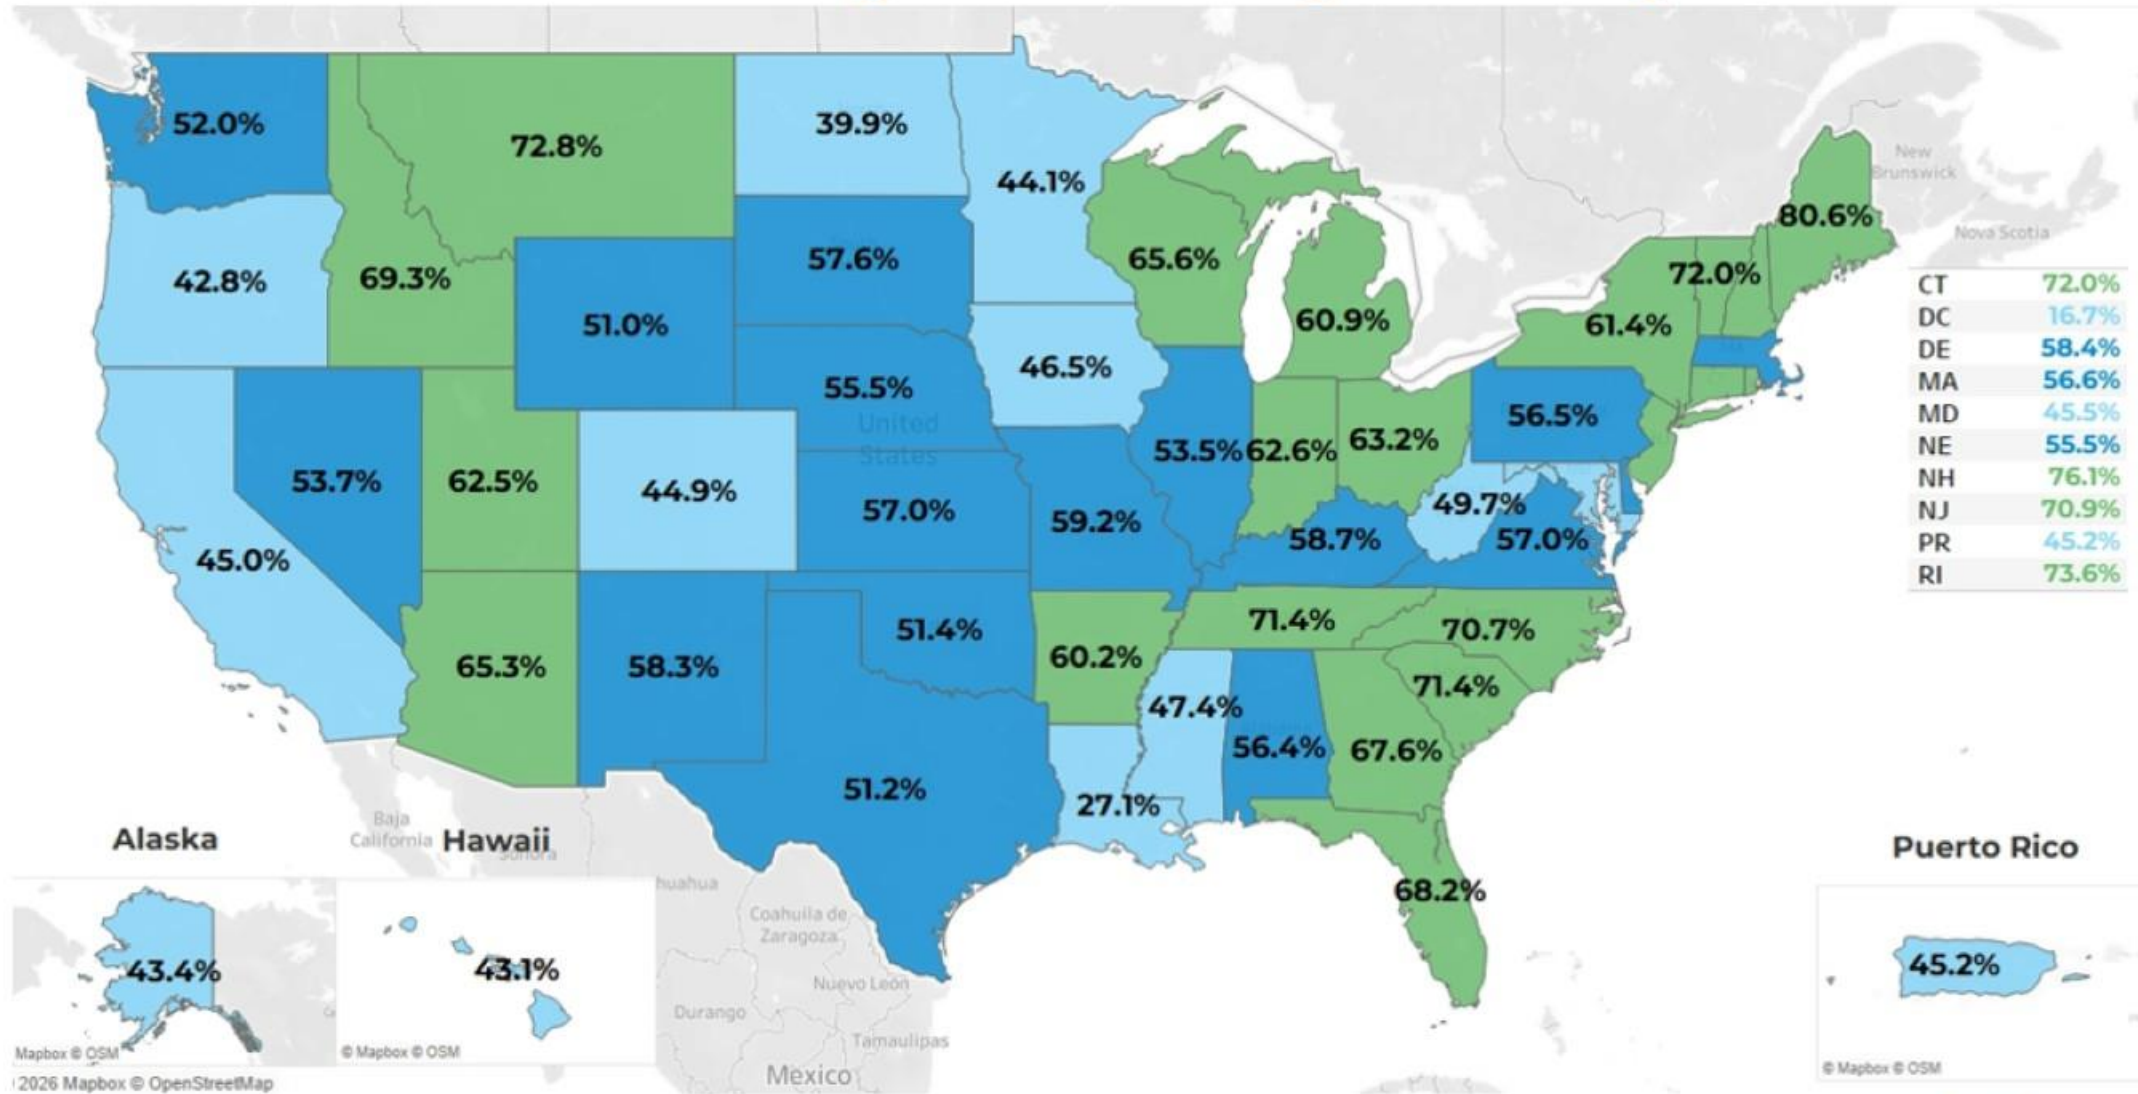 New
Brunswick
Nova Scotia
52.0%
72.8%
39.9%
44.1%
80.6%
42.8%
69.3%
57.6%
65.6%
72.0%
51.0%
60.9%
61.4%
46.5%
55.5%
United
States
56.5%
53.7%
62.5%
44.9%
57.0%
53.5%
62.6%
63.2%
49.7%
45.0%
59.2%
58.7%
57.0%
65.3%
58.3%
51.4%
60.2%
71.4%
70.7%
71.4%
47.4%
56.4%
67.6%
51.2%
27.1%
68.2%
CT 72.0%
DC 16.7%
DE 58.4%
MA 56.6%
MD 45.5%
NE 55.5%
NH 76.1%
NJ 70.9%
PR 45.2%
RI 73.6%
Baja
California
Sonora
huahua
Coahuila de
Zaragoza
Nuevo León
Durango
Tamaulipas
Mexico
Alaska
43.4%
Mapbox © OSM
Hawaii
43.1%
© Mapbox © OSM
Puerto Rico
45.2%
© Mapbox © OSM
2026 Mapbox © OpenStreetMap